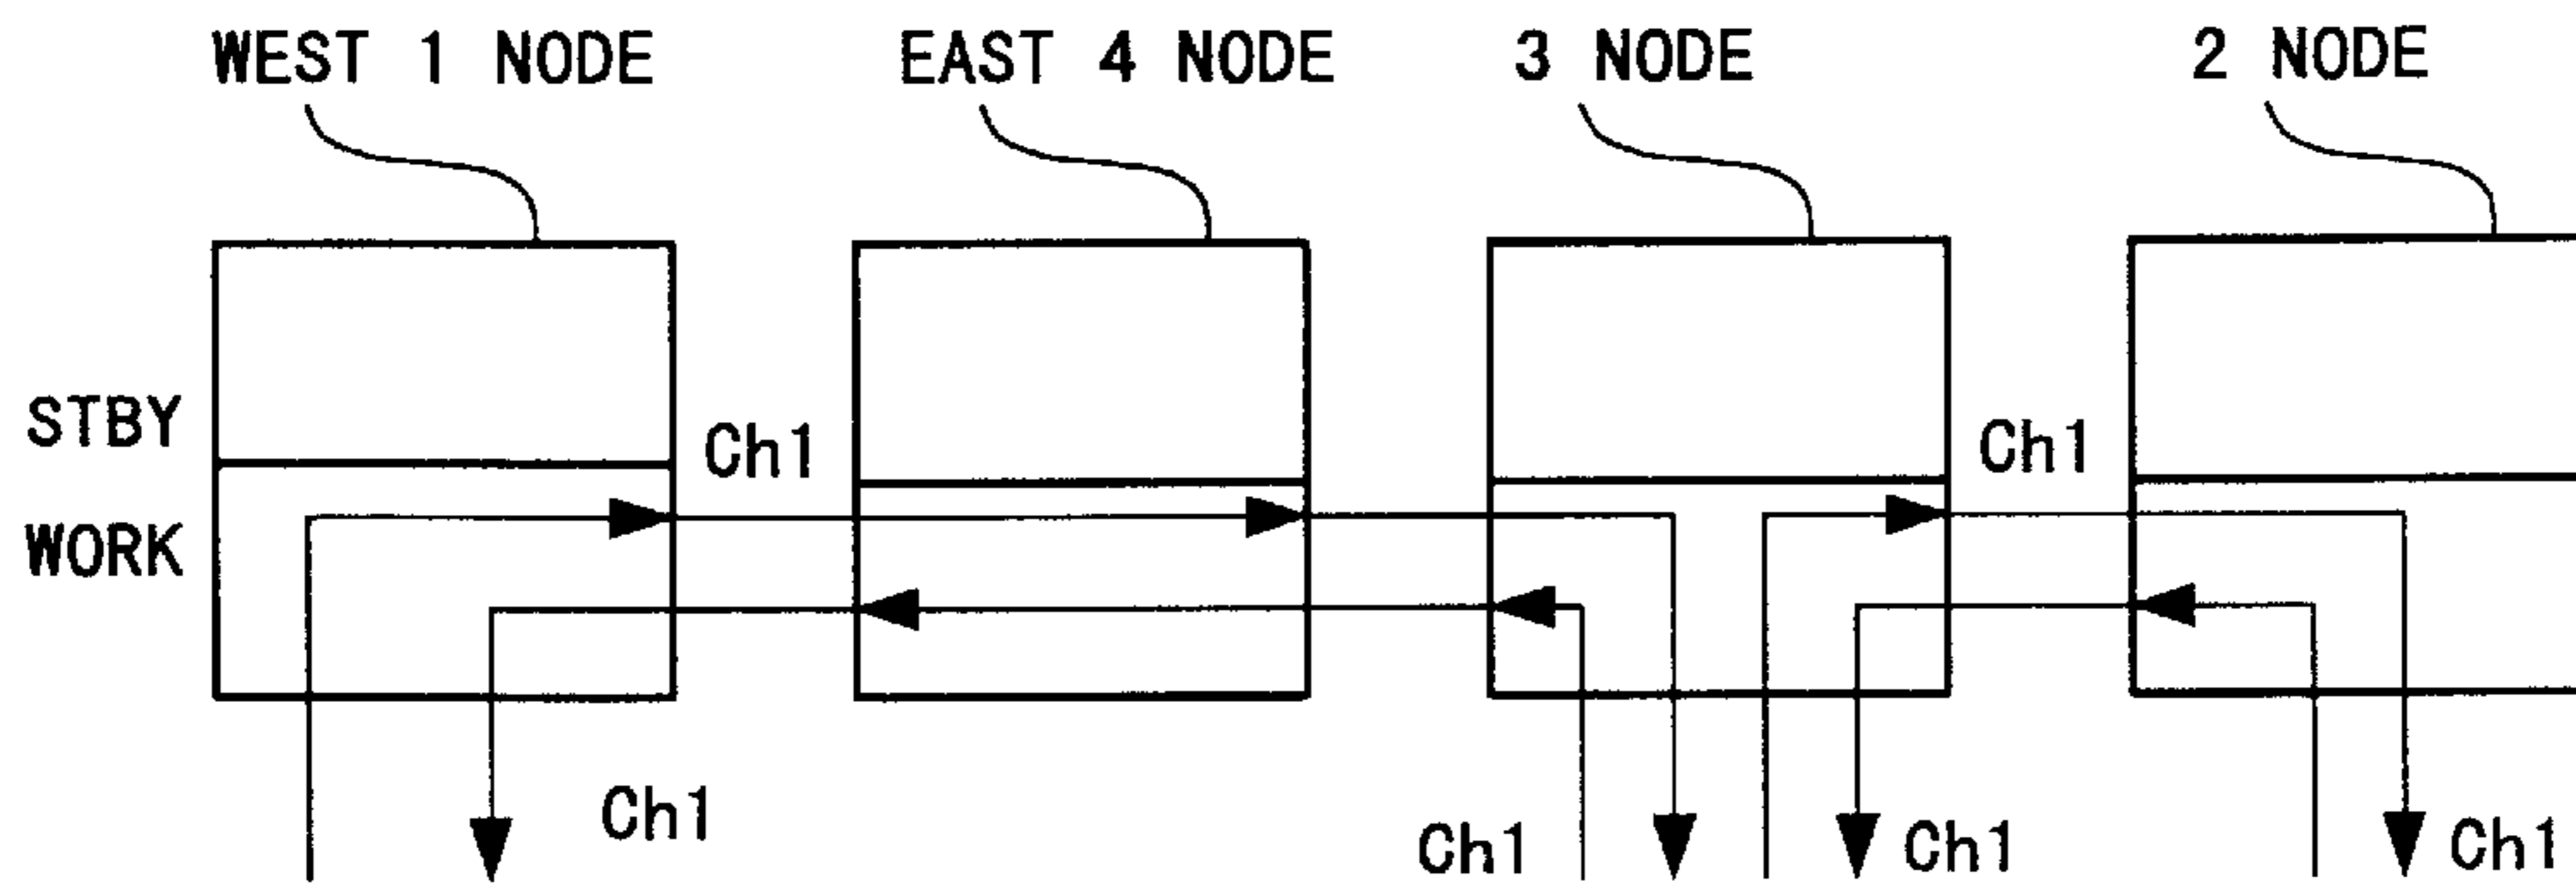 WEST 1 NODE
EAST 4 NODE
3 NODE
2 NODE
STBY
Ch1
Ch1
WORK
Ch1
Ch1
Ch1
Ch1